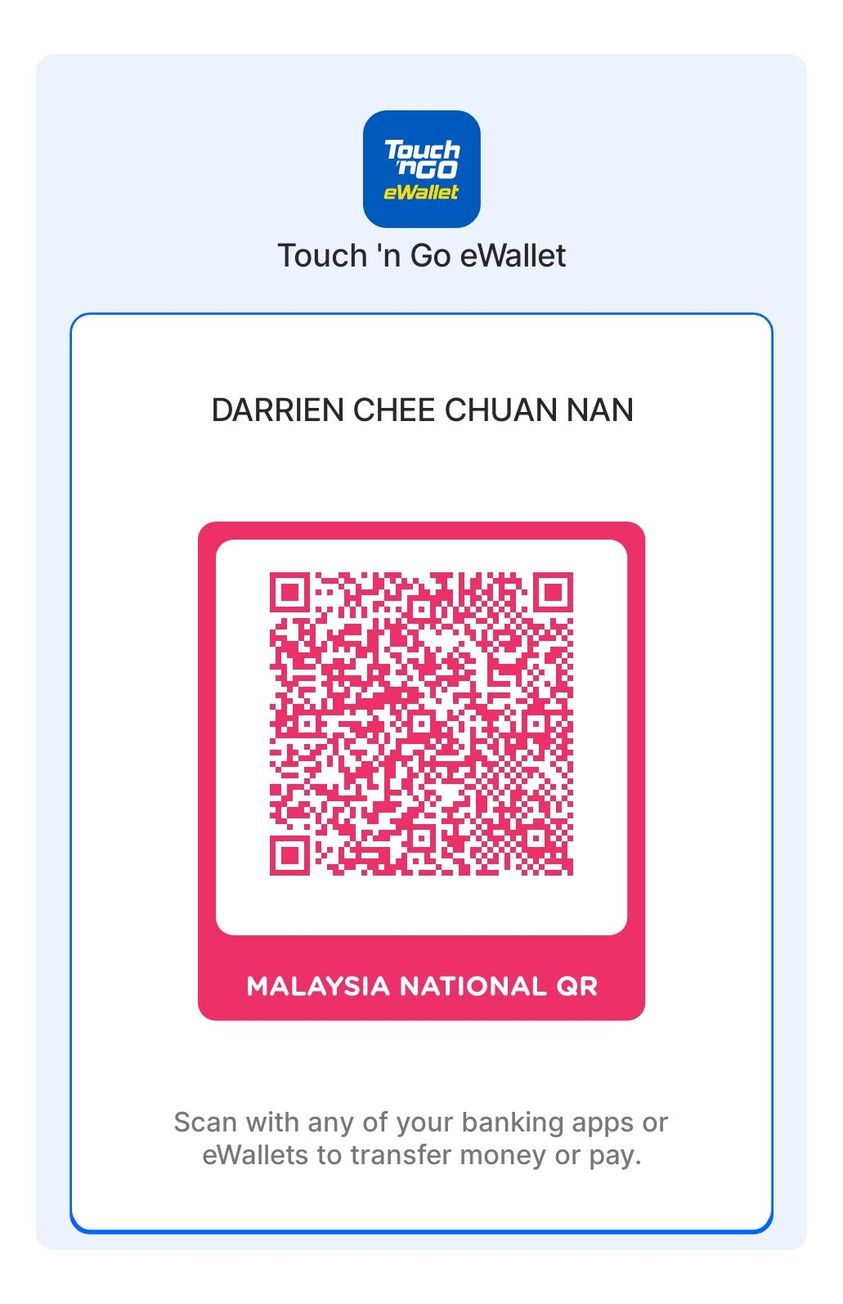 Touch
'nGO
eWallet
Touch 'n Go eWallet
DARRIEN CHEE CHUAN NAN
MALAYSIA NATIONAL QR
Scan with any of your banking apps or
eWallets to transfer money or pay.